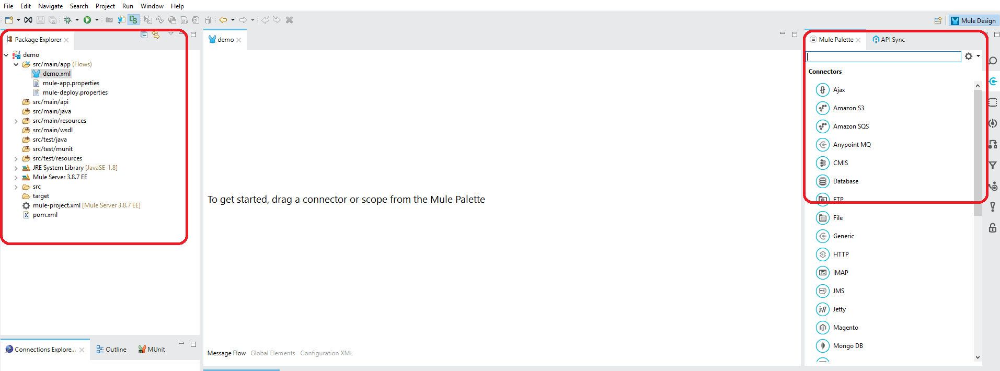 File Edit Navigate Search Project Run Window Help
Mule Design
Package Explorer
demo
src/main/app (Flows)
demo.xml
mule-app.properties
mule-deploy.properties
src/main/api
src/main/java
src/main/resources
src/main/wsdl
src/test/java
src/test/munit
src/test/resources
JRE System Library [JavaSE-1.8]
Mule Server 3.8.7 EE
src
target
mule-project.xml [Mule Server 3.8.7 EE]
pom.xml
Connections Explore... Outline MUnit
demo
To get started, drag a connector or scope from the Mule Palette
Message Flow Global Elements Configuration XML
Mule Palette API Sync
Connectors
Ajax
Amazon S3
Amazon SQS
Anypoint MQ
CMIS
Database
FTP
File
Generic
HTTP
IMAP
JMS
Jetty
Magento
Mongo DB